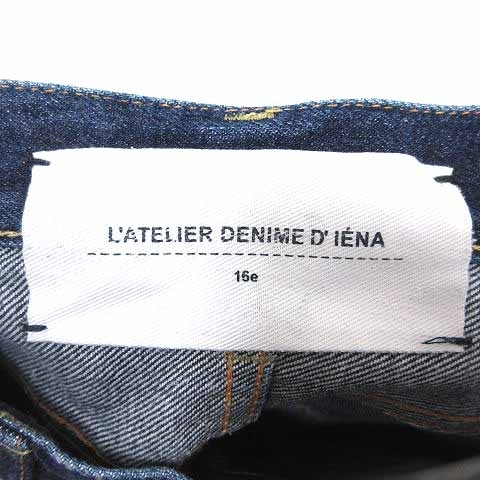 L'ATELIER DENIME D' IÉNA
16e